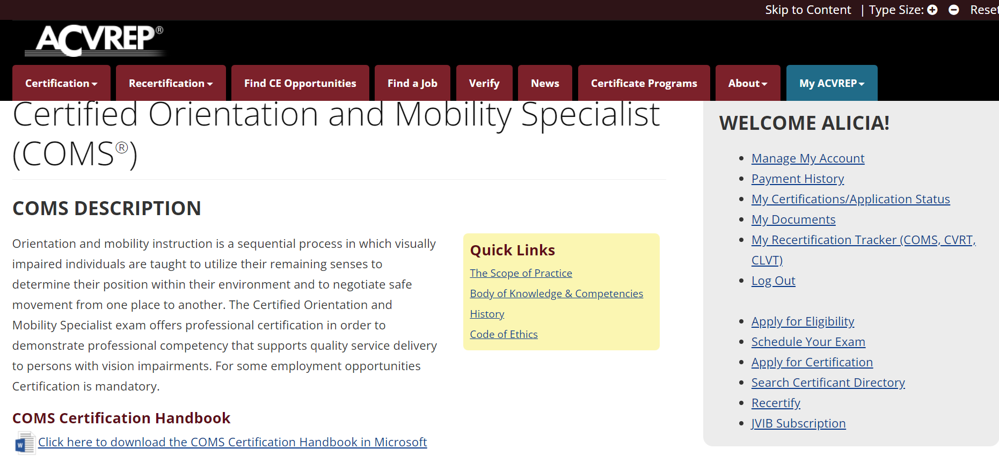 Skip to Content | Type Size: Reset
ACVREP®
Certification Recertification Find CE Opportunities Find a Job Verify News Certificate Programs About My ACVREP
Certified Orientation and Mobility Specialist
(COMS®)
COMS DESCRIPTION
Orientation and mobility instruction is a sequential process in which visually
impaired individuals are taught to utilize their remaining senses to
determine their position within their environment and to negotiate safe
movement from one place to another. The Certified Orientation and
Mobility Specialist exam offers professional certification in order to
demonstrate professional competency that supports quality service delivery
to persons with vision impairments. For some employment opportunities
Certification is mandatory.
COMS Certification Handbook
Click here to download the COMS Certification Handbook in Microsoft
Quick Links
The Scope of Practice
Body of Knowledge & Competencies
History
Code of Ethics
WELCOME ALICIA!
Manage My Account
Payment History
My Certifications/Application Status
My Documents
My Recertification Tracker (COMS, CVRT,
CLVT)
Log Out
Apply for Eligibility
Schedule Your Exam
Apply for Certification
Search Certificant Directory
Recertify
JVIB Subscription